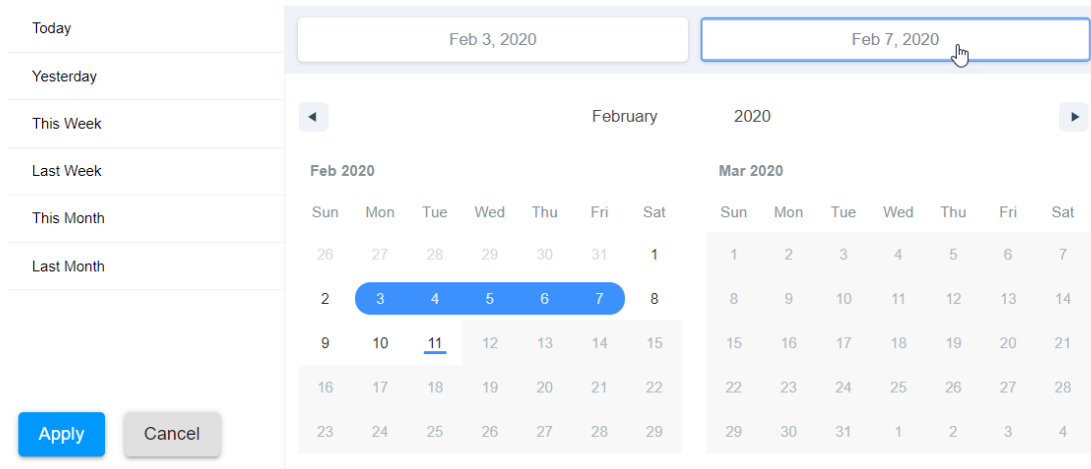 Today
Yesterday
This Week
Last Week
This Month
Last Month
Apply Cancel
Feb 3, 2020 Feb 7, 2020
February 2020
Feb 2020
Sun Mon Tue Wed Thu Fri Sat
26 27 28 29 30 31 1
2 3 4 5 6 7 8
9 10 11 12 13 14 15
16 17 18 19 20 21 22
23 24 25 26 27 28 29
Mar 2020
Sun Mon Tue Wed Thu Fri Sat
1 2 3 4 5 6 7
8 9 10 11 12 13 14
15 16 17 18 19 20 21
22 23 24 25 26 27 28
29 30 31 1 2 3 4